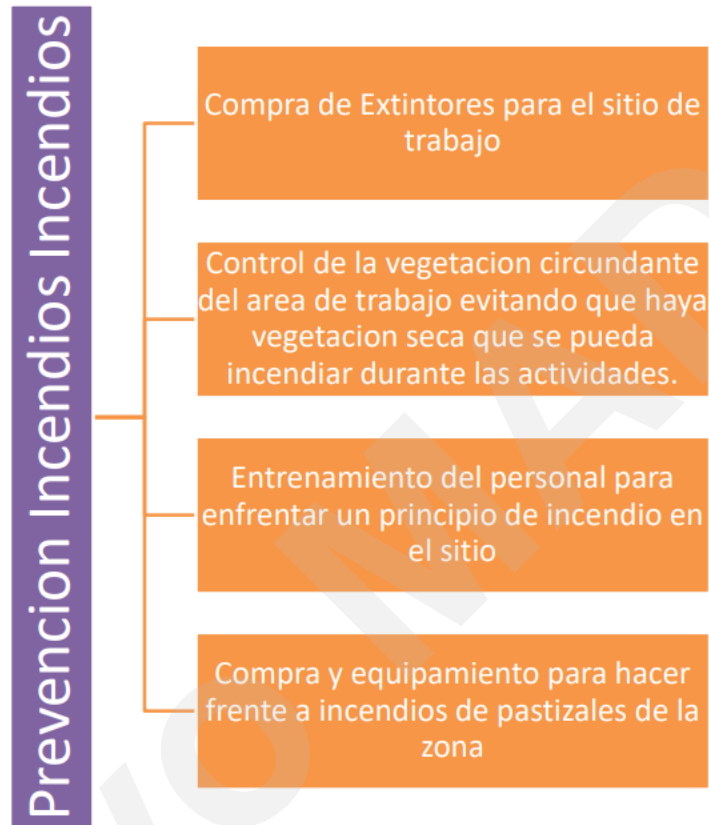 Prevencion Incendios Incendios
Compra de Extintores para el sitio de
trabajo
Control de la vegetacion circundante
del area de trabajo evitando que haya
vegetacion seca que se pueda
incendiar durante las actividades.
Entrenamiento del personal para
enfrentar un principio de incendio en
el sitio
Compra y equipamiento para hacer
frente a incendios de pastizales de la
zona